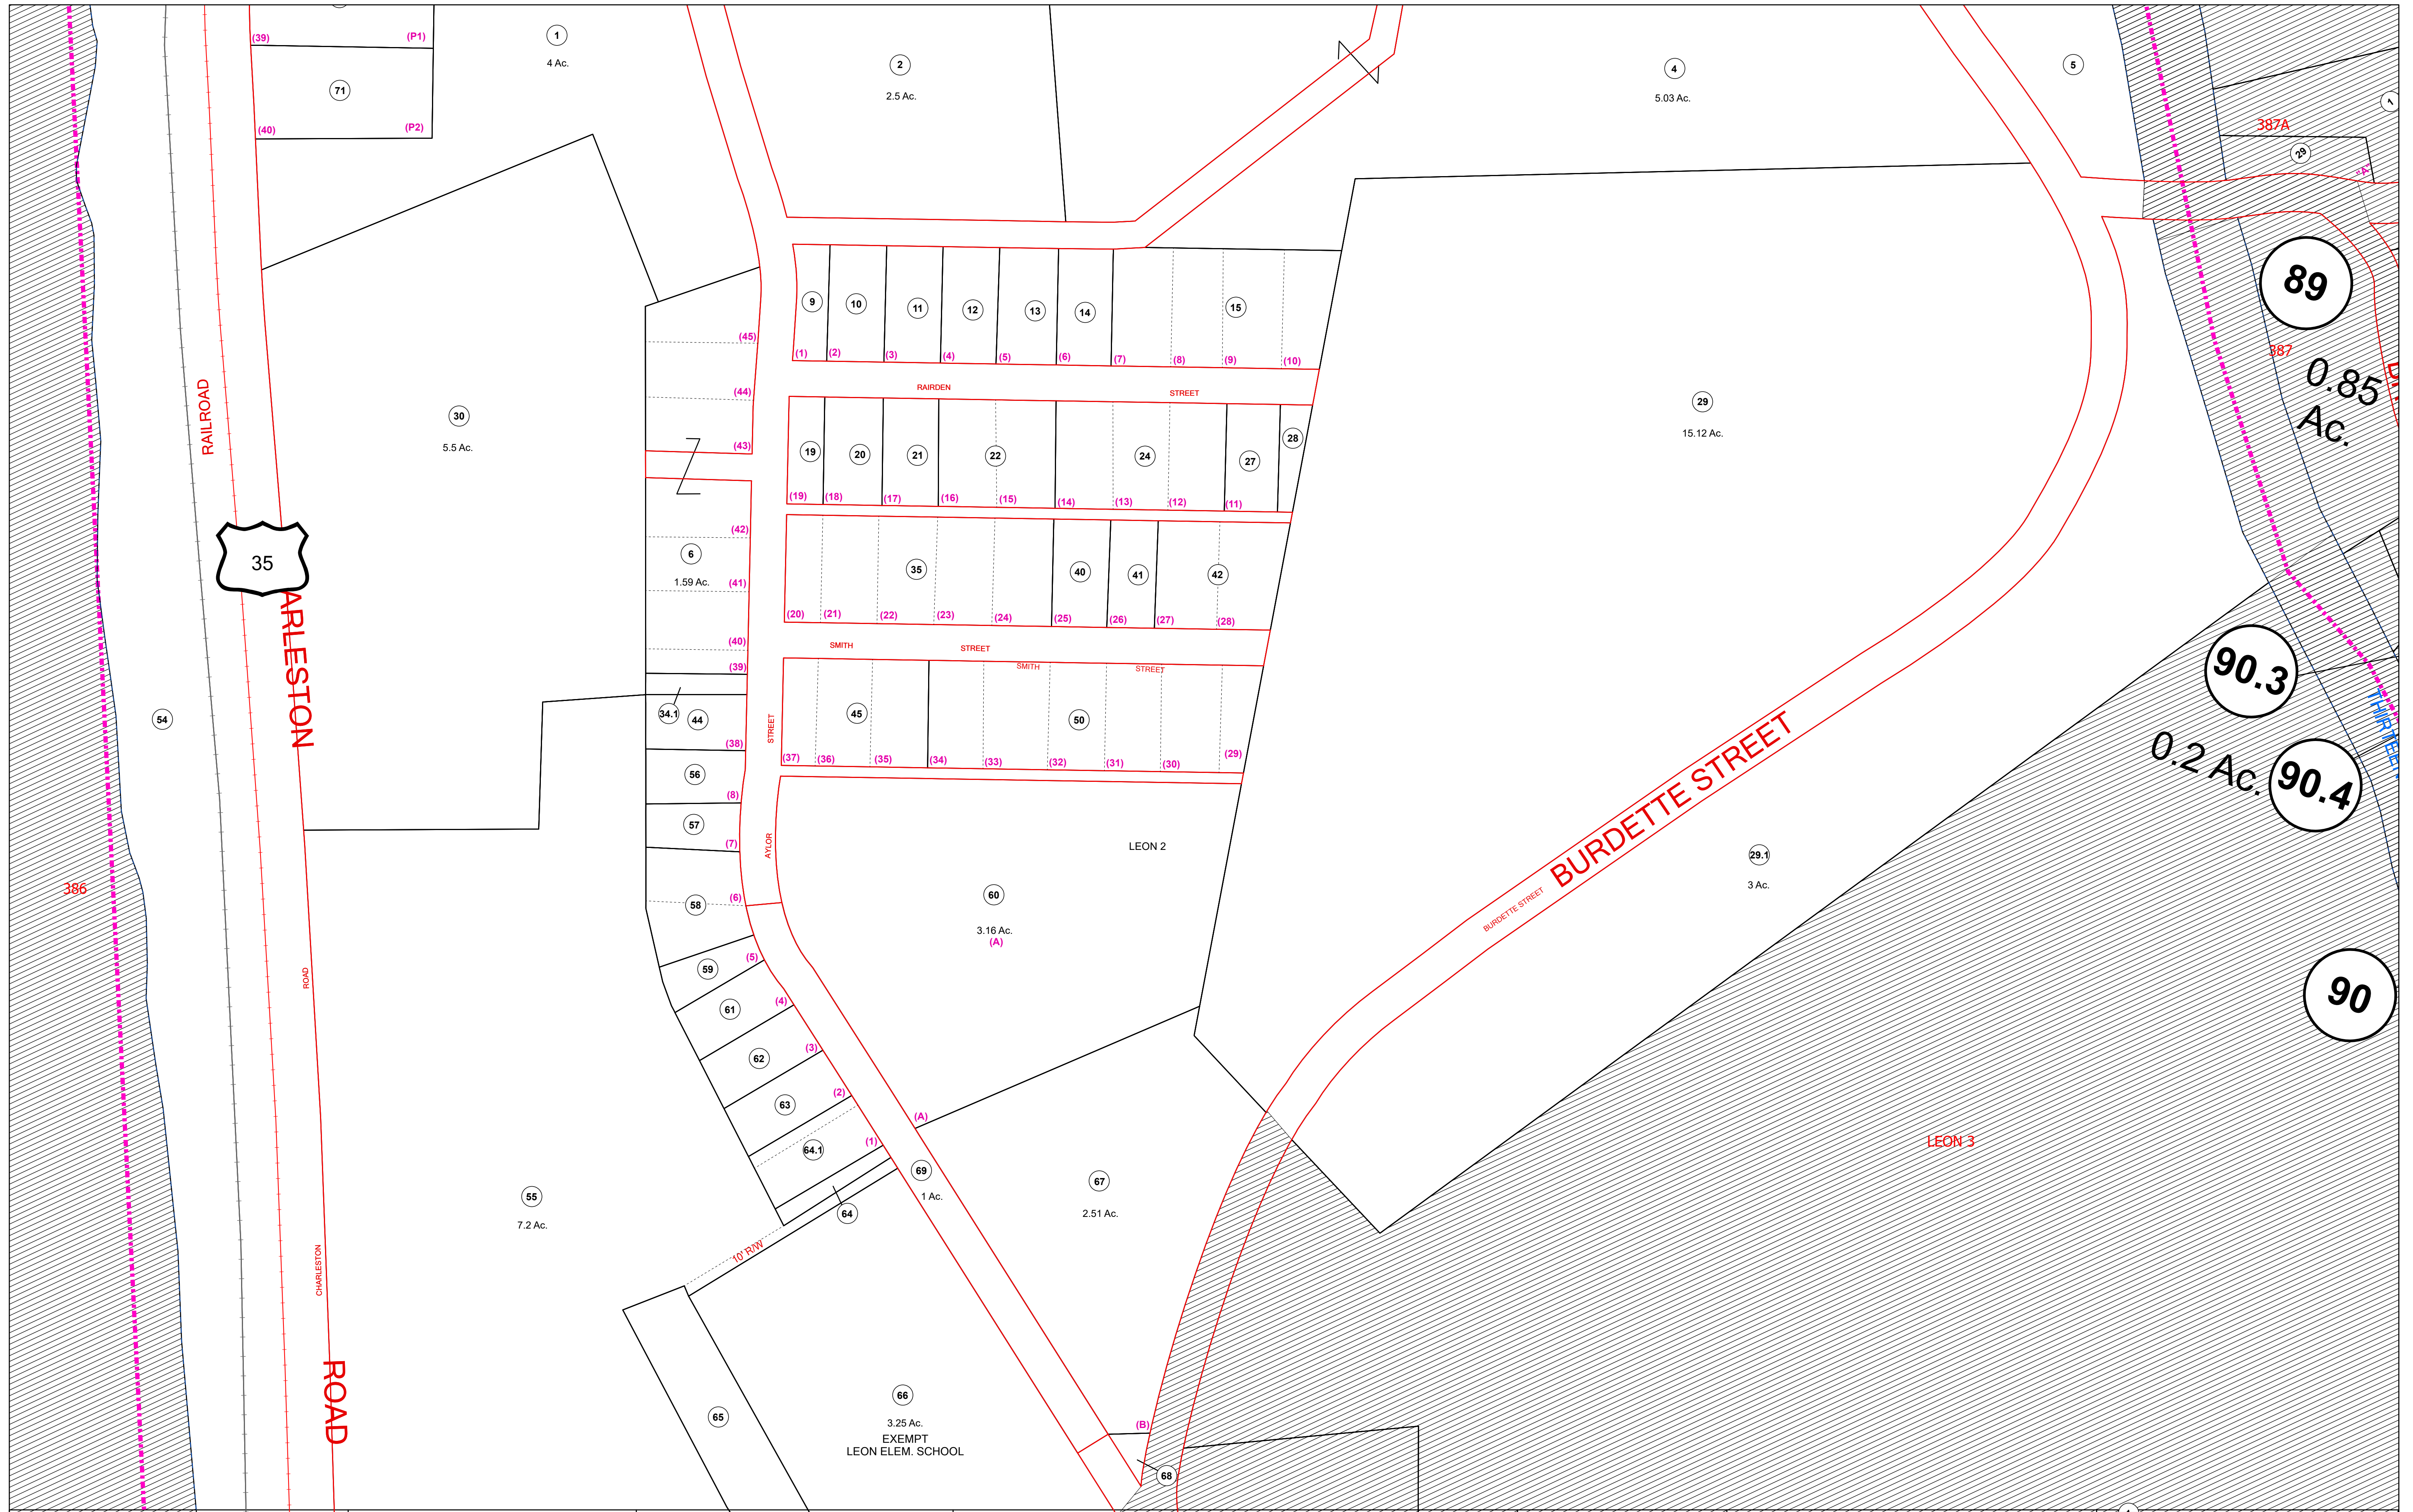 (39)
(P1)
1
4 Ac.
71
(40)
(P2)
2
2.5 Ac.
4
5.03 Ac.
5
1
387A
29
"A"
89
387
0.85
Ac.
9
10
11
12
13
14
15
(45)
(1)
(2)
(3)
(4)
(5)
(6)
(7)
(8)
(9)
(10)
RAILROAD
RAIRDEN
STREET
(44)
30
5.5 Ac.
29
15.12 Ac.
(43)
19
20
21
22
24
27
28
(19)
(18)
(17)
(16)
(15)
(14)
(13)
(12)
(11)
35
(42)
6
1.59 Ac.
(41)
35
40
41
42
(20)
(21)
(22)
(23)
(24)
(25)
(26)
(27)
(28)
(40)
SMITH
STREET
SMITH
STREET
(39)
ARLESTON
54
34.1
44
(38)
STREET
45
50
(37)
(36)
(35)
(34)
(33)
(32)
(31)
(30)
(29)
90.3
0.2 Ac.
90.4
56
(8)
57
(7)
AYLOR
LEON 2
BURDETTE STREET
29.1
3 Ac.
386
58
(6)
60
3.16 Ac.
(A)
BURDETTE STREET
ROAD
59
(5)
61
(4)
62
(3)
63
(2)
64.1
(1)
90
(A)
LEON 3
69
1 Ac.
64
67
2.51 Ac.
55
7.2 Ac.
10' R/W
CHARLESTON
ROAD
65
66
3.25 Ac.
EXEMPT
LEON ELEM. SCHOOL
(B)
68